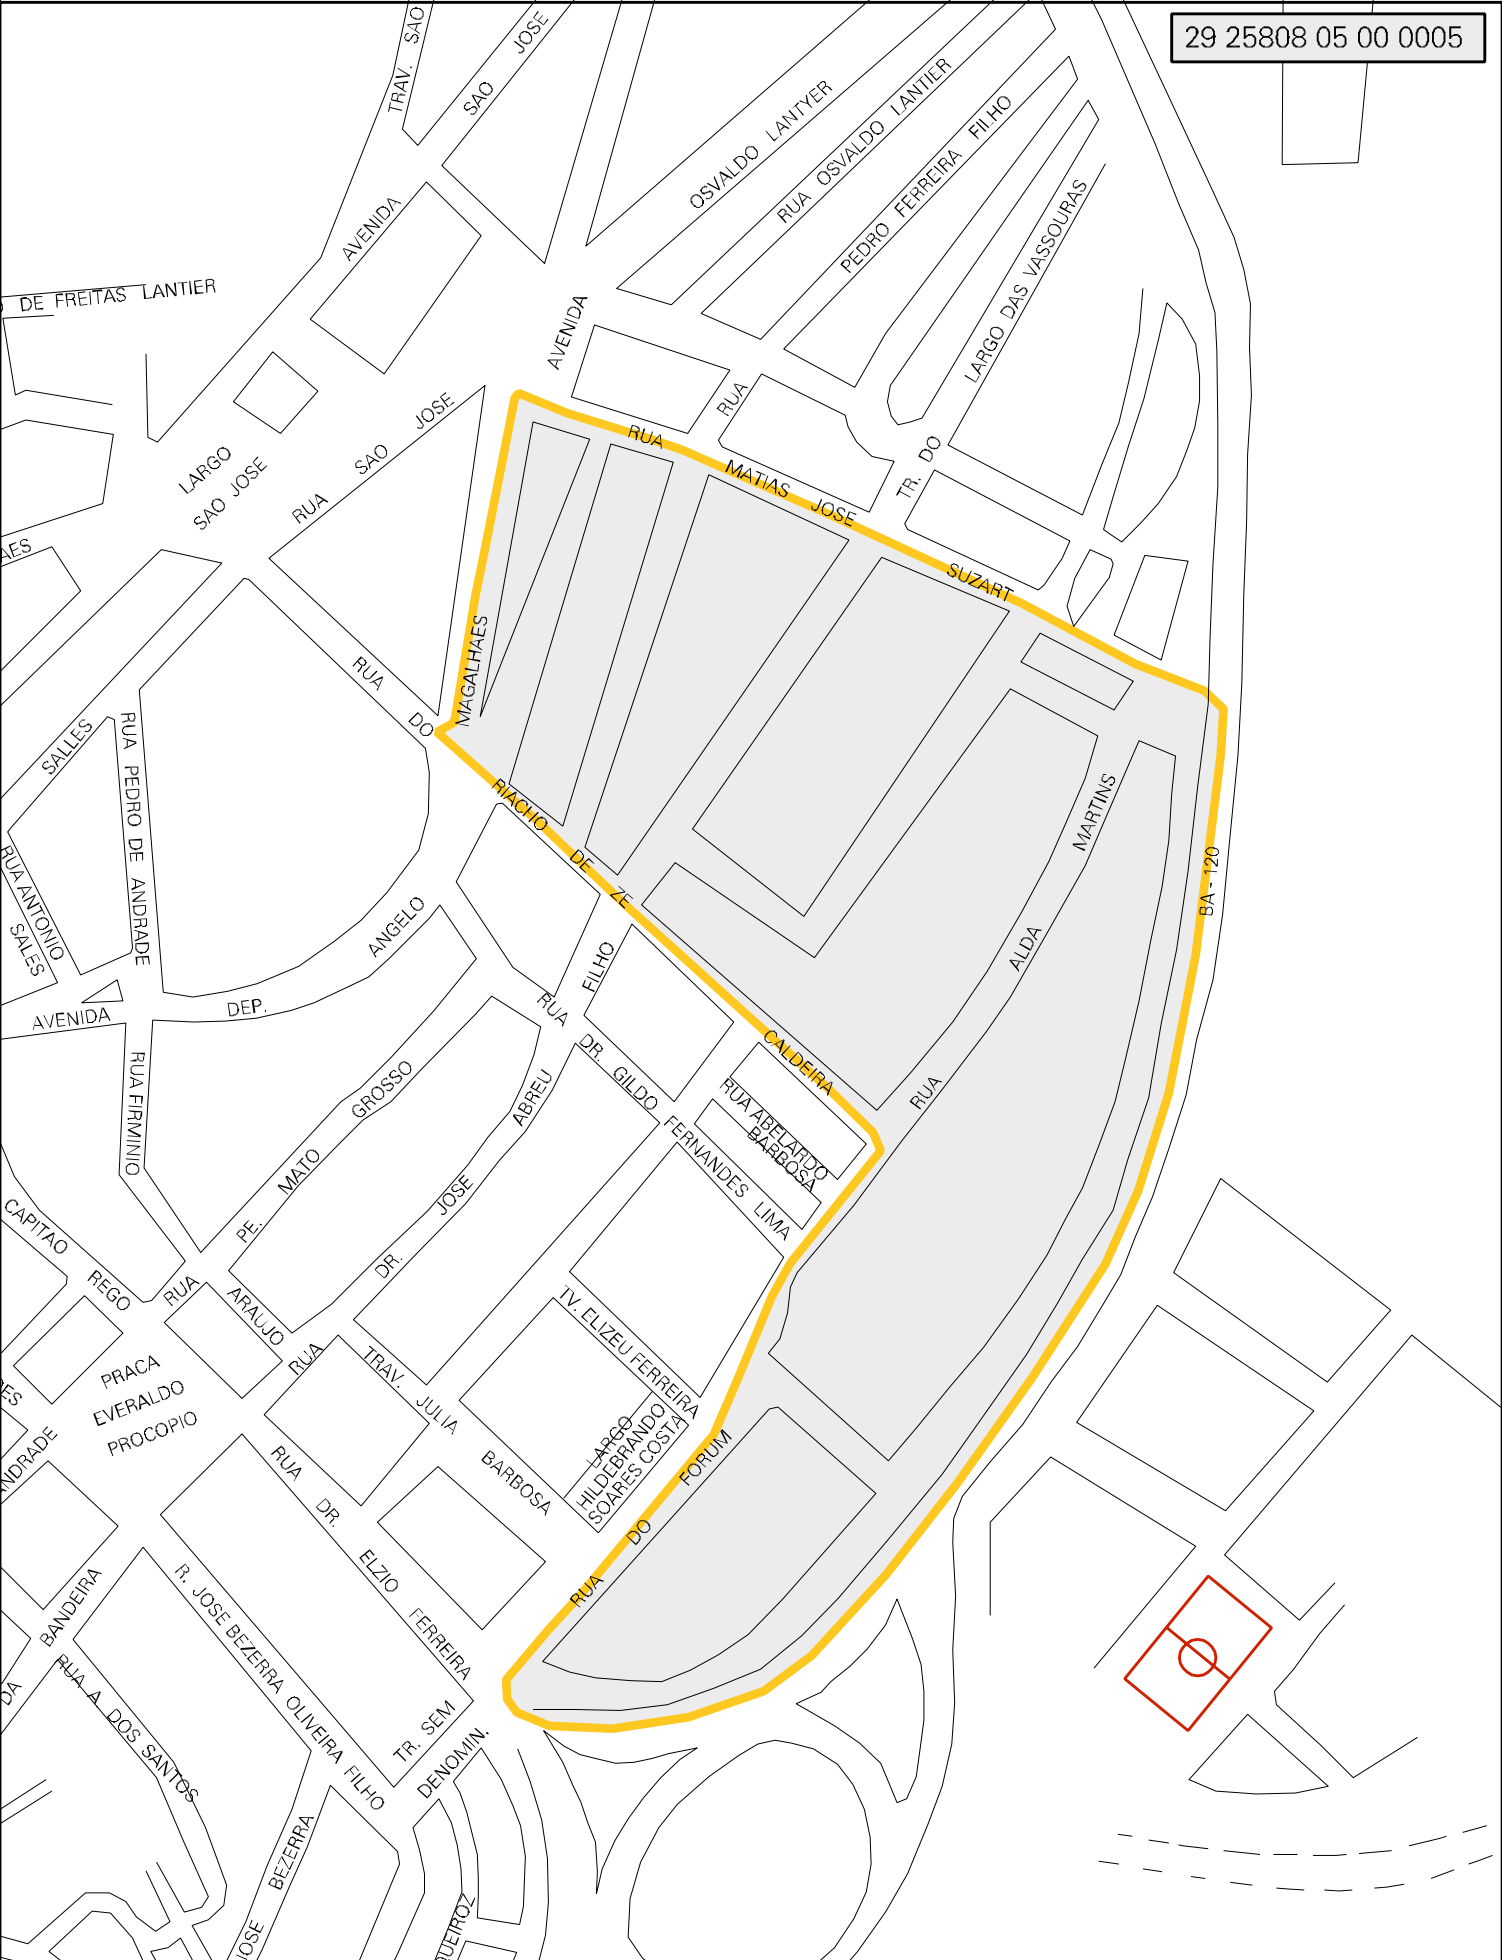 29 25808 05 00 0005
TRAV. SAO
SAO JOSE
AVENIDA
OSVALDO LANTYER
RUA OSVALDO LANTIER
PEDRO FERREIRA FILHO
LARGO DAS VASSOURAS
DE FREITAS LANTIER
AVENIDA
RUA
TR. DO
LARGO
SAO JOSE
RUA SAO JOSE
RUA MATIAS JOSE SUZART
MAGALHAES
RUA DO RIACHO DE ZE CALDEIRA
SALLES
RUA PEDRO DE ANDRADE
RUA ANTONIO
SALES
AVENIDA DEP. ANGELO
RUA FIRMINIO
FILHO
RUA DR. GILDO FERNANDES LIMA
RUA ABELARDO
BARBOSA
RUA ALDA MARTINS
BA - 120
PE. MATO GROSSO
DR. JOSE ABREU
CAPITAO REGO
RUA
ARAUJO
RUA
PRACA
EVERALDO
PROCOPIO
TV. ELIZEU FERREIRA
TRAV. JULIA BARBOSA
LARGO
HILDEBRANDO
SOARES COSTA
RUA DO FORUM
RUA DR. ELZIO FERREIRA
R. JOSE BEZERRA OLIVEIRA FILHO
BANDEIRA
RUA A DOS SANTOS
TR. SEM
DENOMIN.
JOSE BEZERRA